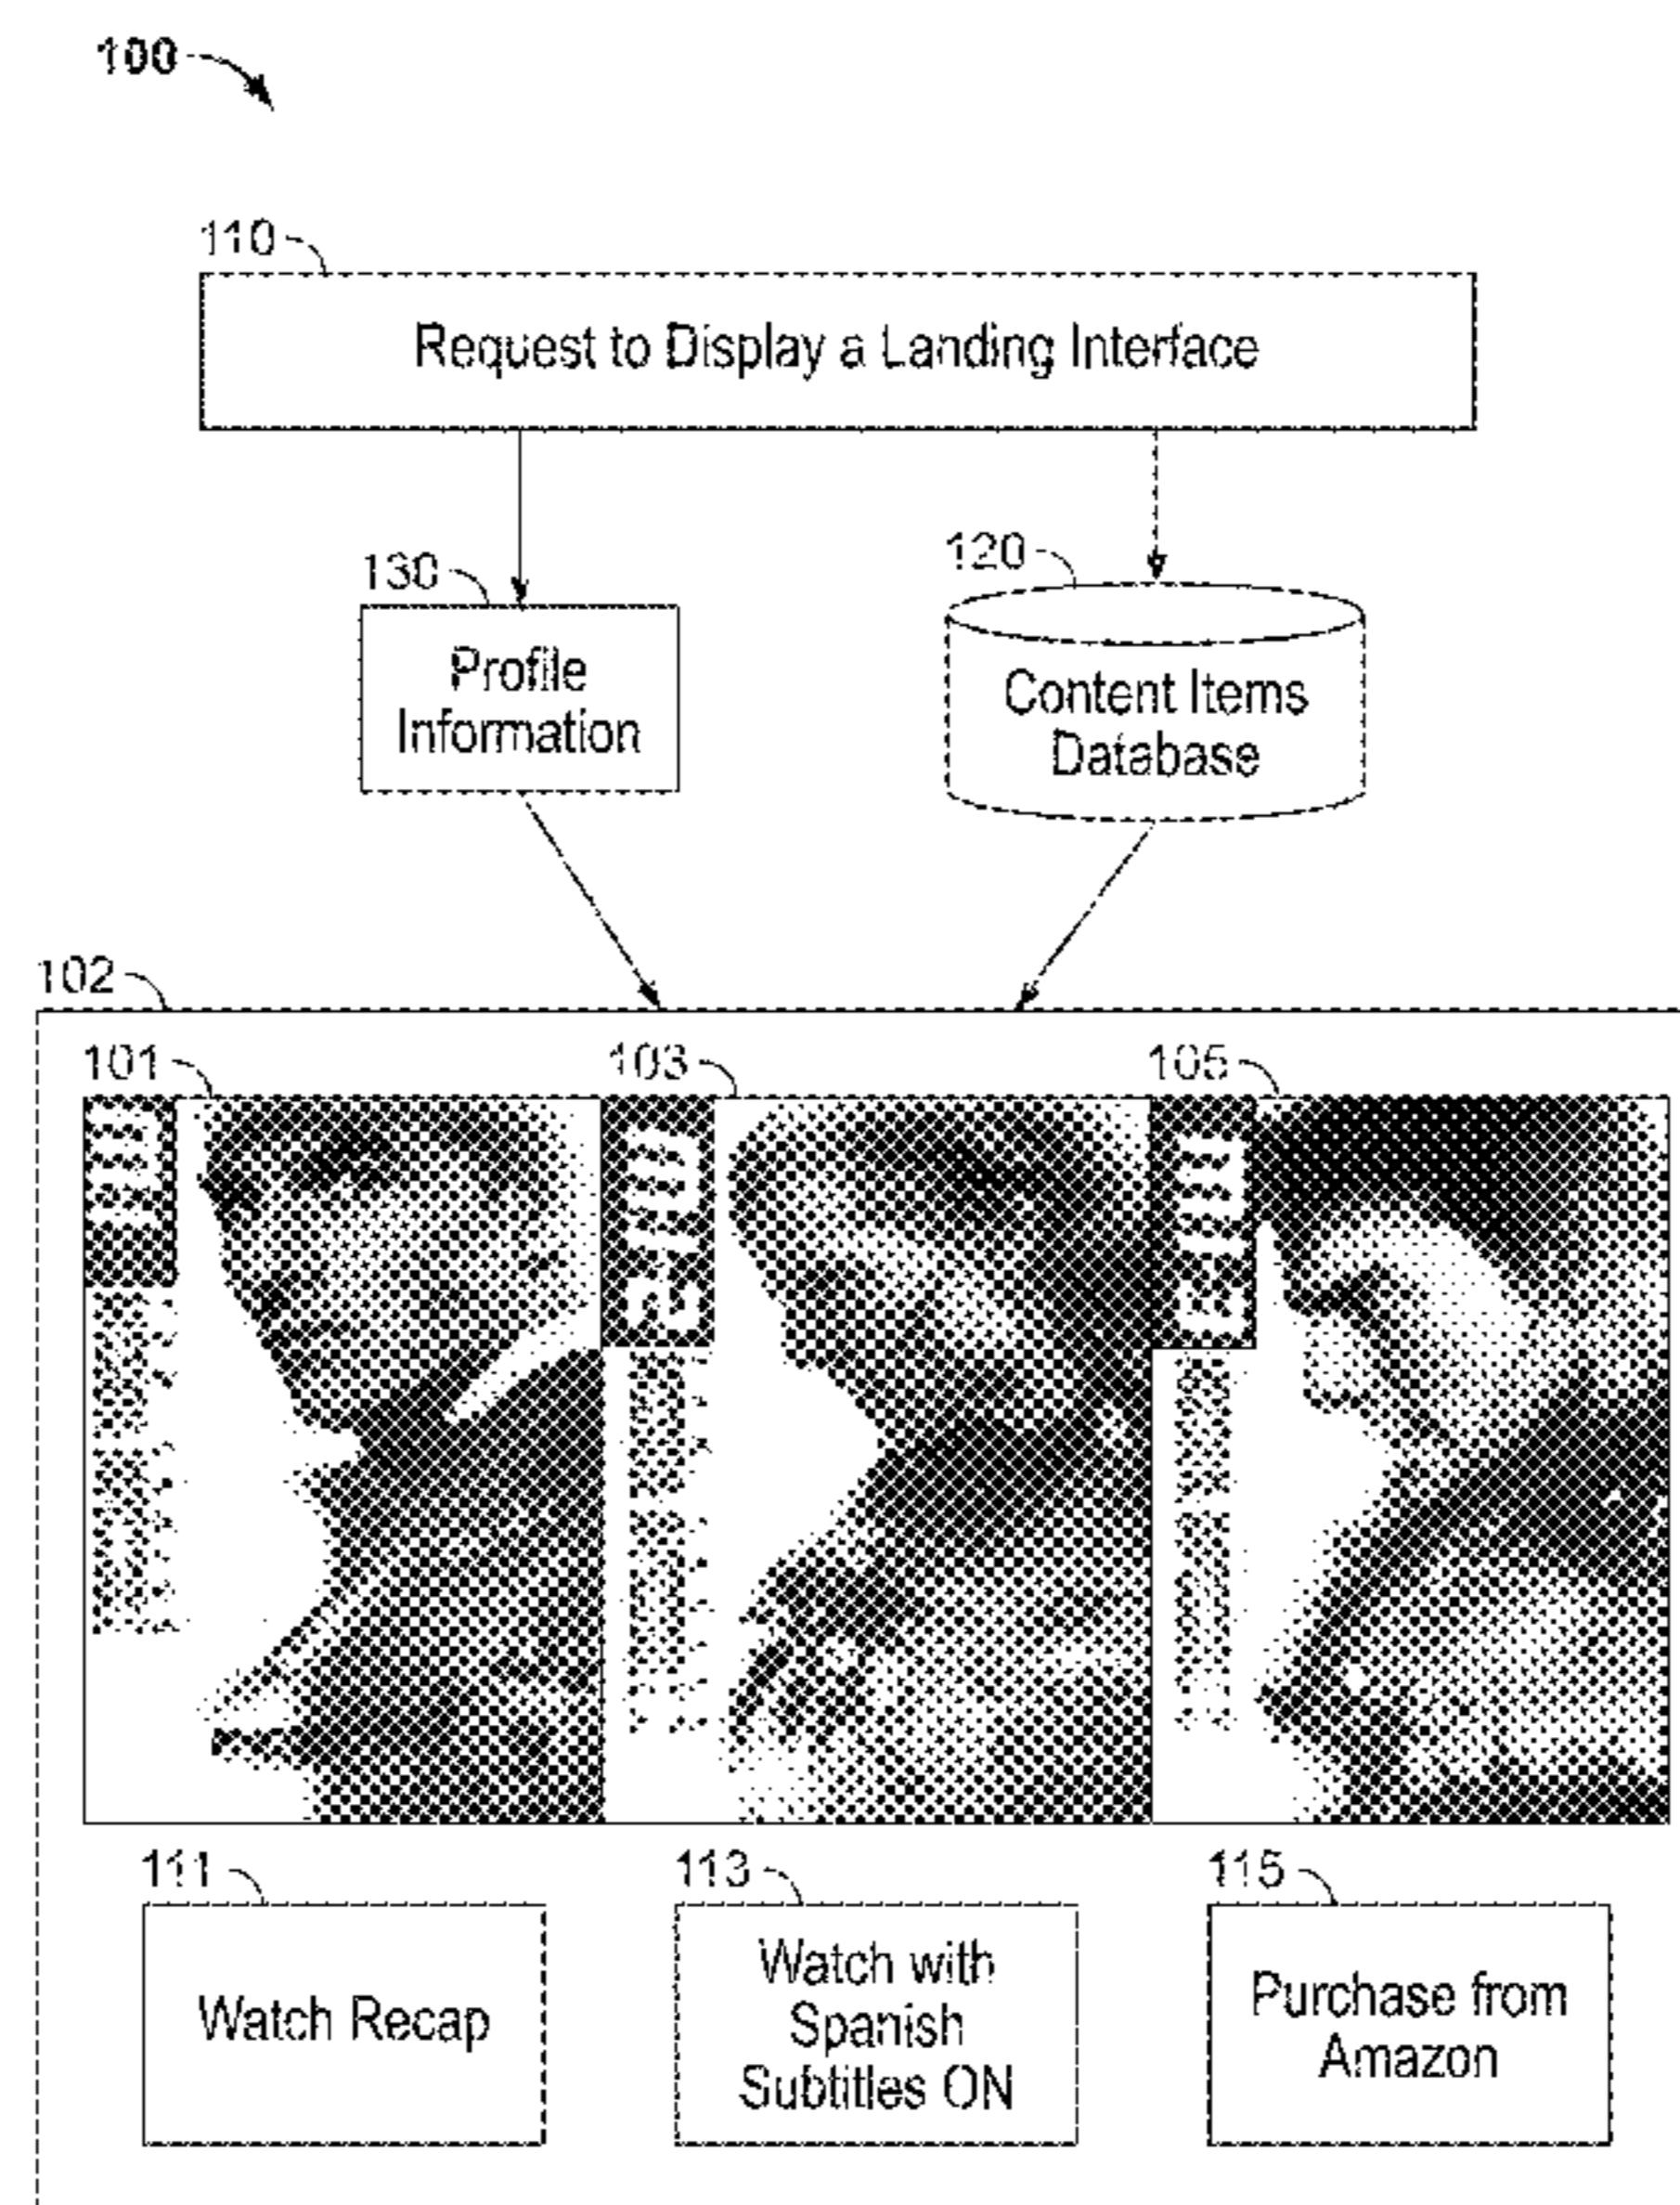 100
110
Request to Display a Landing Interface
130
Profile
Information
120
Content Items
Database
102
101
103
105
111
Watch Recap
113
Watch with
Spanish
Subtitles ON
115
Purchase from
Amazon